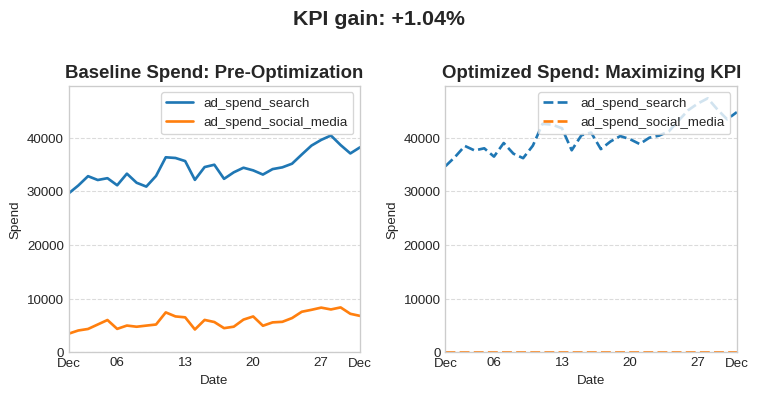 KPI gain: +1.04%
Baseline Spend: Pre-Optimization
ad_spend_search
ad_spend_social_media
40000
30000
20000
10000
0
Spend
Dec
06
13
20
27
Dec
Date
Optimized Spend: Maximizing KPI
ad_spend_search
ad_spend_social_media
40000
30000
20000
10000
0
Spend
Dec
06
13
20
27
Dec
Date